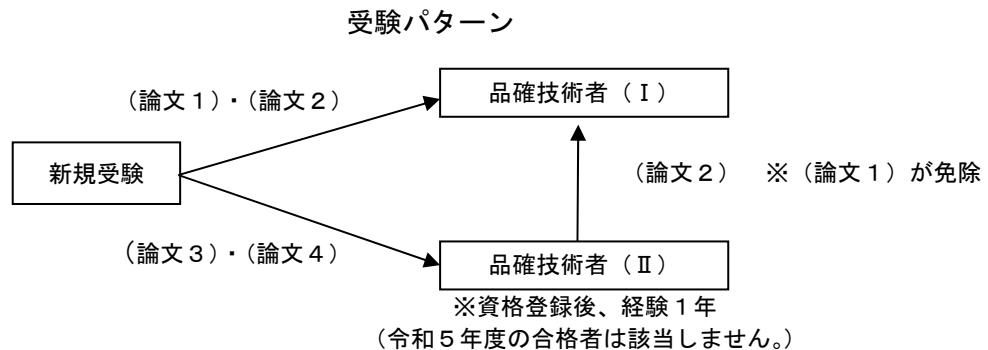 受験パターン
品確技術者（Ⅰ）
（論文１）・（論文２）
新規受験
（論文２）　※（論文１）が免除
（論文３）・（論文４）
品確技術者（Ⅱ）
※資格登録後、経験１年
（令和５年度の合格者は該当しません。）